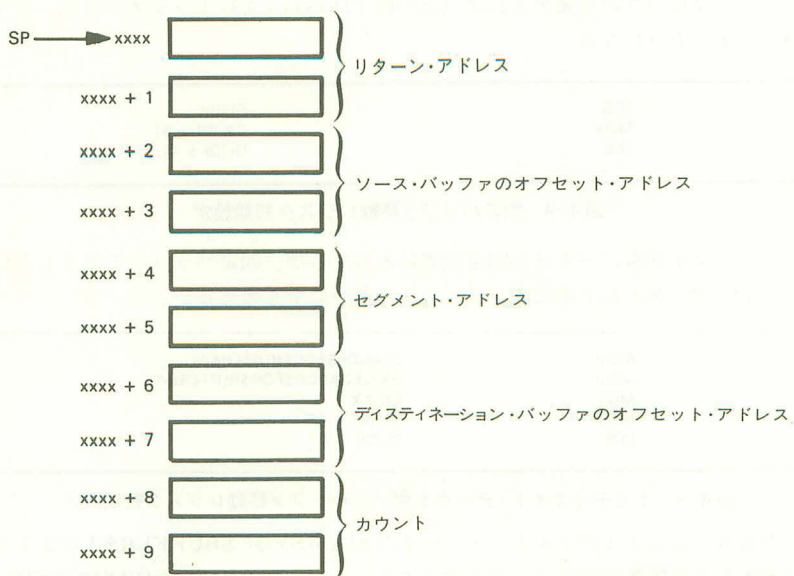 SP xxxx
xxxx + 1
リターン・アドレス
xxxx + 2
xxxx + 3
ソース・バッファのオフセット・アドレス
xxxx + 4
xxxx + 5
セグメント・アドレス
xxxx + 6
xxxx + 7
ディスティネーション・バッファのオフセット・アドレス
xxxx + 8
xxxx + 9
カウント